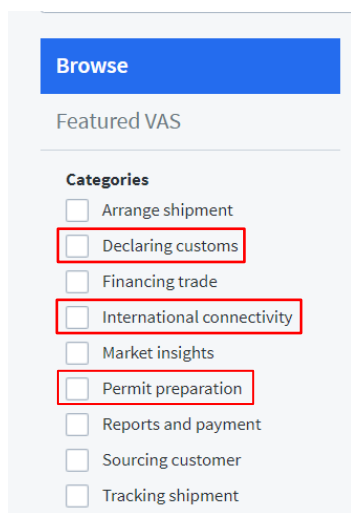 Browse
Featured VAS
Categories
Arrange shipment
Declaring customs
Financing trade
International connectivity
Market insights
Permit preparation
Reports and payment
Sourcing customer
Tracking shipment